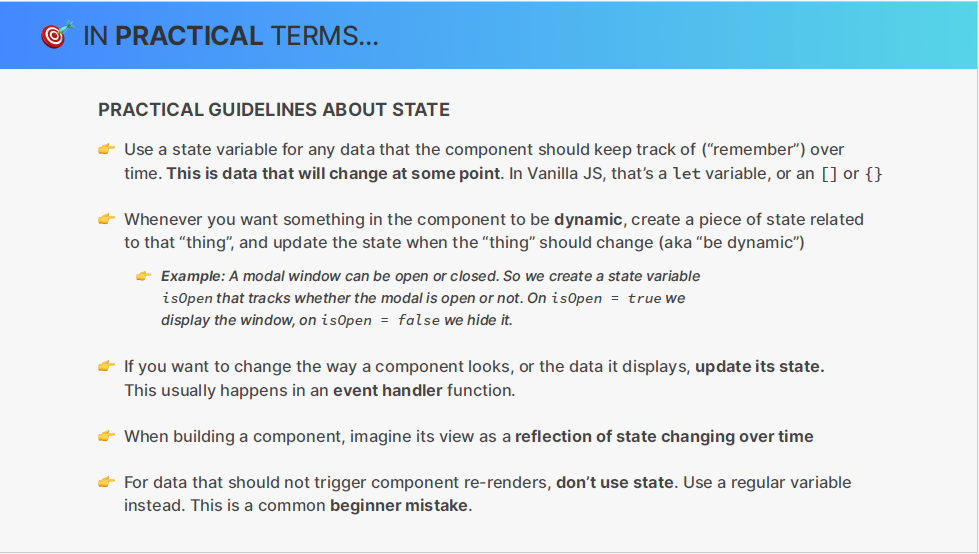 IN PRACTICAL TERMS...
PRACTICAL GUIDELINES ABOUT STATE
Use a state variable for any data that the component should keep track of (“remember”) over
time. This is data that will change at some point. In Vanilla JS, that’s a let variable, or an [] or {}
Whenever you want something in the component to be dynamic, create a piece of state related
to that “thing”, and update the state when the “thing” should change (aka “be dynamic”)
Example: A modal window can be open or closed. So we create a state variable
isOpen that tracks whether the modal is open or not. On isOpen = true we
display the window, on isOpen = false we hide it.
If you want to change the way a component looks, or the data it displays, update its state.
This usually happens in an event handler function.
When building a component, imagine its view as a reflection of state changing over time
For data that should not trigger component re-renders, don’t use state. Use a regular variable
instead. This is a common beginner mistake.